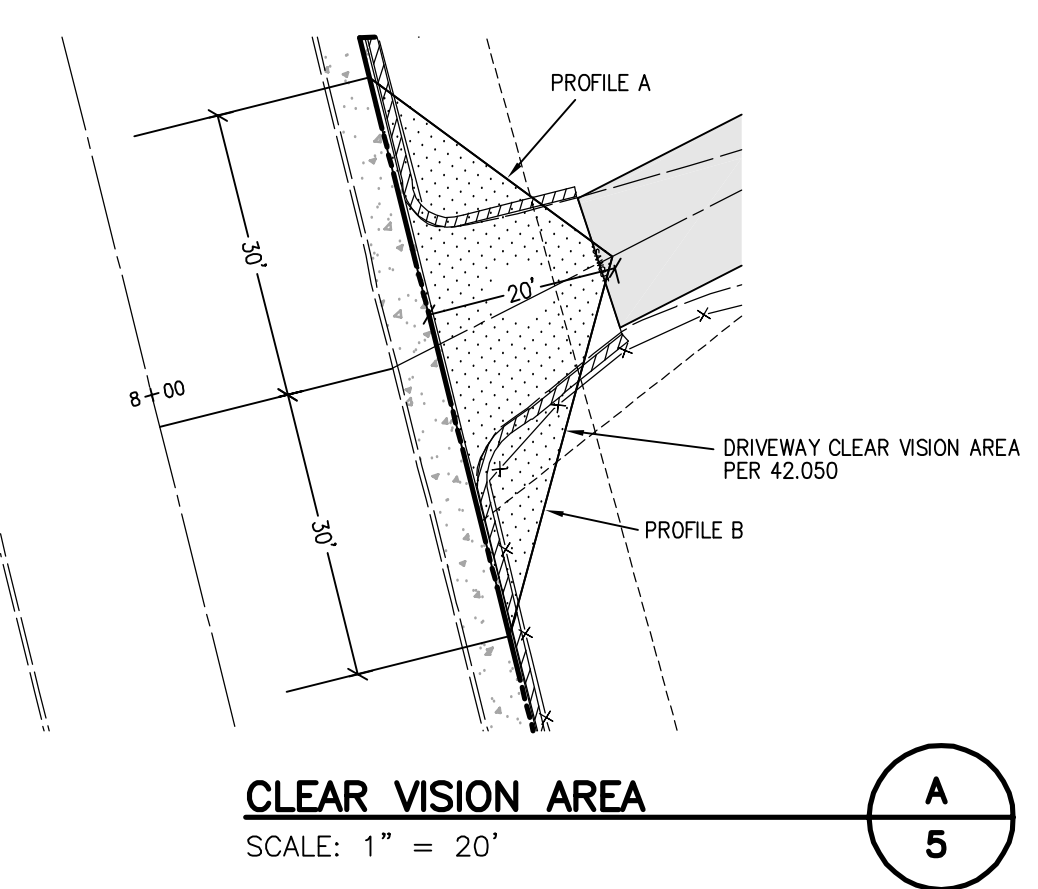 PROFILE A
30'
20'
8+00
DRIVEWAY CLEAR VISION AREA
PER 42.050
30'
PROFILE B
CLEAR VISION AREA
SCALE: 1" = 20'
A
5